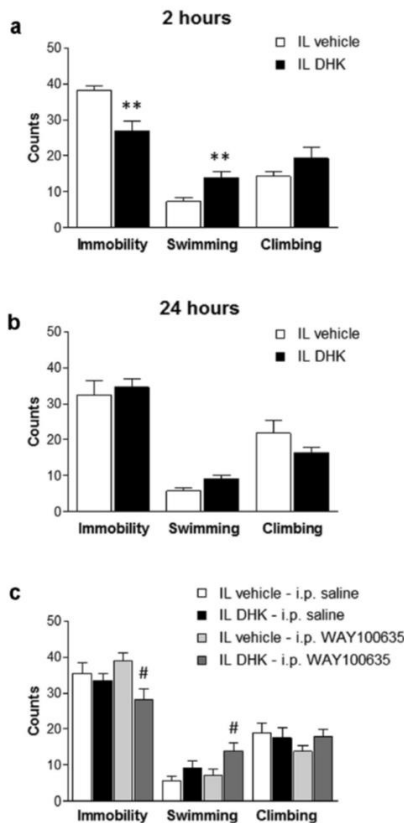 a
2 hours
IL vehicle
IL DHK
Counts
50
40
30
20
10
0
**
**
Immobility Swimming Climbing
b
24 hours
IL vehicle
IL DHK
Counts
50
40
30
20
10
0
Immobility Swimming Climbing
c
IL vehicle - i.p. saline
IL DHK - i.p. saline
IL vehicle - i.p. WAY100635
IL DHK - i.p. WAY100635
Counts
50
40
30
20
10
0
#
#
Immobility Swimming Climbing